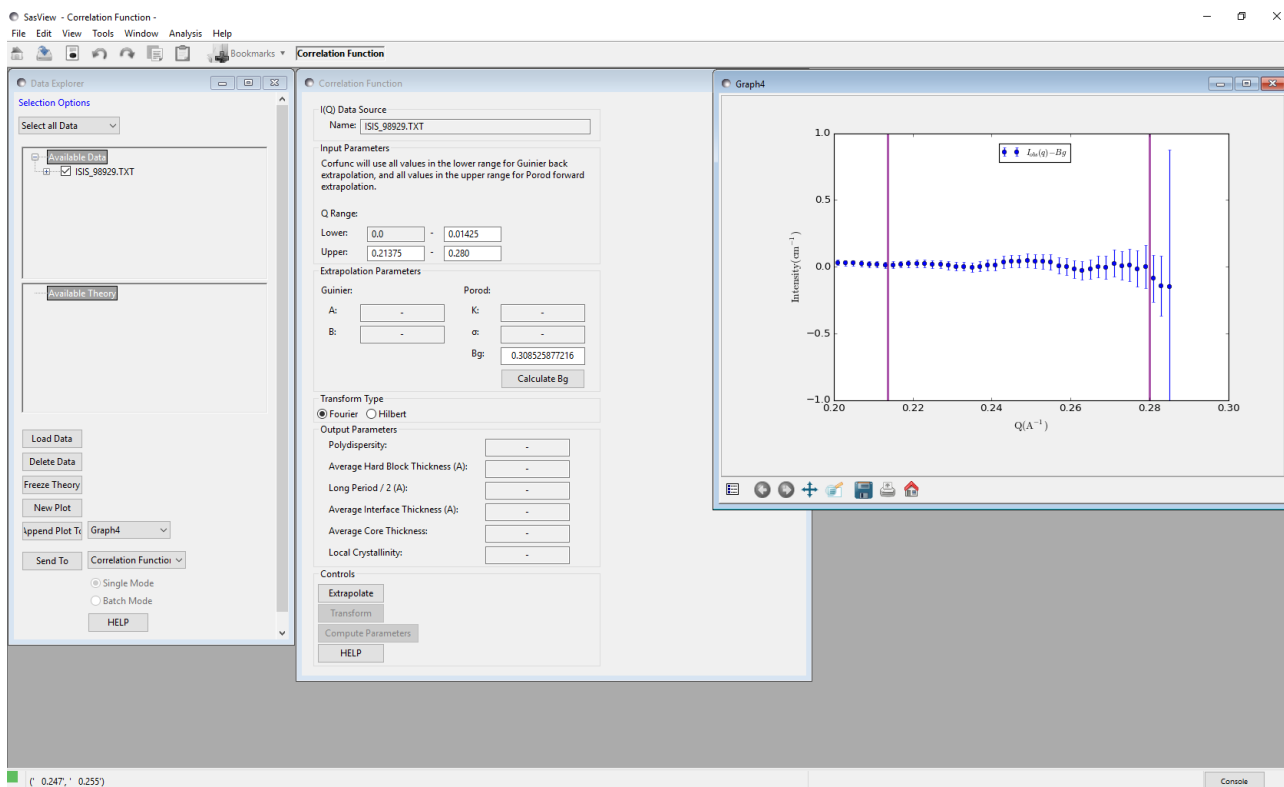 SasView - Correlation Function -
File Edit View Tools Window Analysis Help
Bookmarks Correlation Function
Data Explorer
Selection Options
Select all Data
Available Data
ISIS_98929.TXT
Available Theory
Load Data
Delete Data
Freeze Theory
New Plot
Append Plot To Graph4
Send To Correlation Function
Single Mode
Batch Mode
HELP
Correlation Function
I(Q) Data Source
Name: ISIS_98929.TXT
Input Parameters
Corfunc will use all values in the lower range for Guinier back
extrapolation, and all values in the upper range for Porod forward
extrapolation.
Q Range:
Lower: 0.0 - 0.01425
Upper: 0.21375 - 0.280
Extrapolation Parameters
Guinier: Porod:
A: - K: -
B: - σ: -
Bg: 0.308525877216
Calculate Bg
Transform Type
Fourier Hilbert
Output Parameters
Polydispersity: -
Average Hard Block Thickness (A): -
Long Period / 2 (A): -
Average Interface Thickness (A): -
Average Core Thickness: -
Local Crystallinity: -
Controls
Extrapolate
Transform
Compute Parameters
HELP
Graph4
I_obs(q)−Bg
1.0
0.5
0.0
−0.5
−1.0
Intensity(cm⁻¹)
0.20 0.22 0.24 0.26 0.28 0.30
Q(A⁻¹)
(' 0.247', ' 0.255')
Console